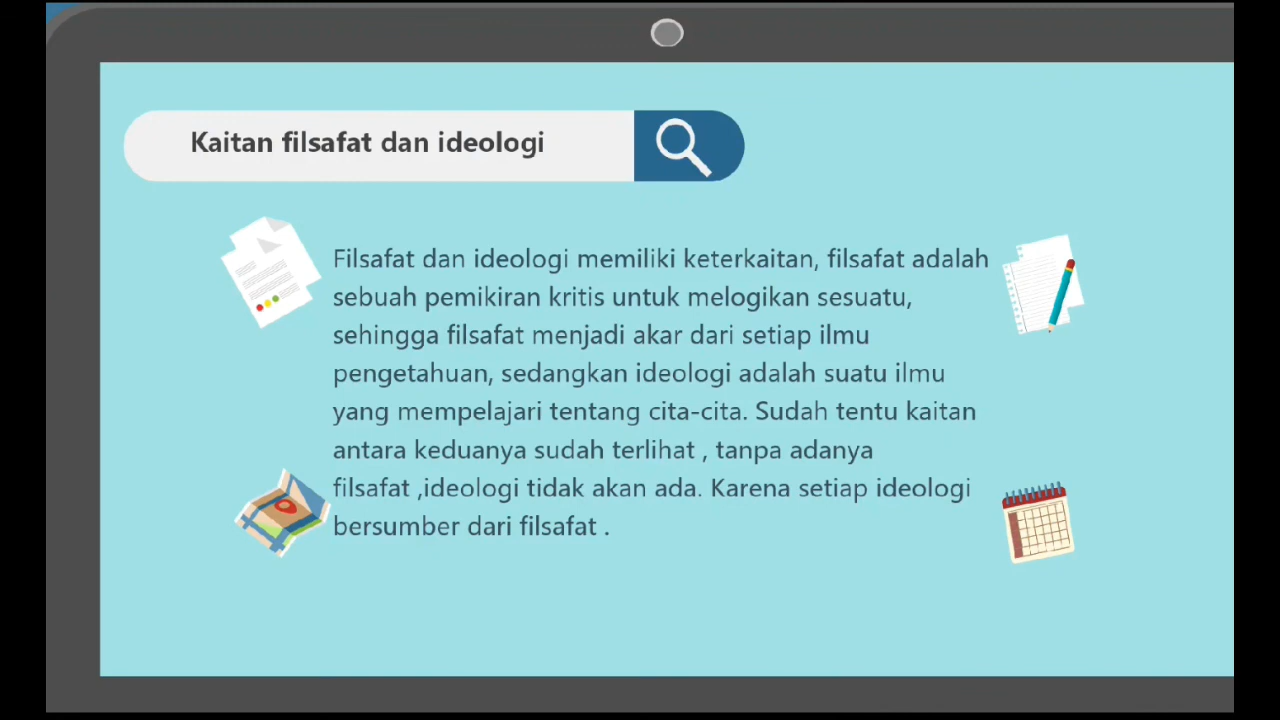 Kaitan filsafat dan ideologi
Filsafat dan ideologi memiliki keterkaitan, filsafat adalah
sebuah pemikiran kritis untuk melogikan sesuatu,
sehingga filsafat menjadi akar dari setiap ilmu
pengetahuan, sedangkan ideologi adalah suatu ilmu
yang mempelajari tentang cita-cita. Sudah tentu kaitan
antara keduanya sudah terlihat , tanpa adanya
filsafat ,ideologi tidak akan ada. Karena setiap ideologi
bersumber dari filsafat .